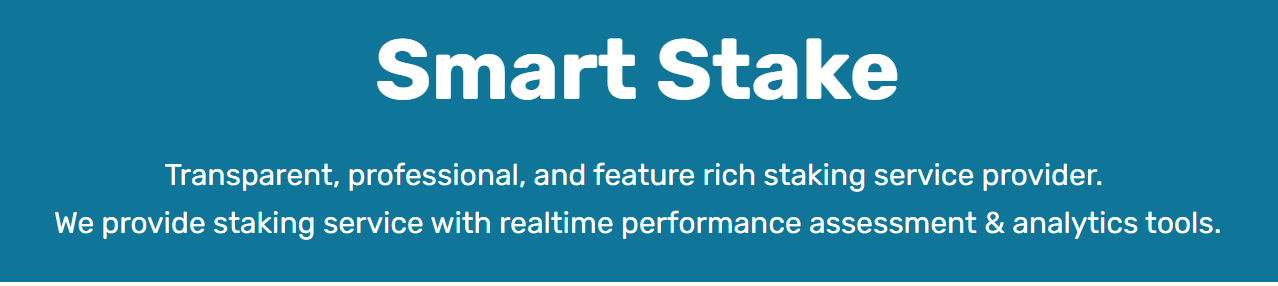 Smart Stake
Transparent, professional, and feature rich staking service provider.
We provide staking service with realtime performance assessment & analytics tools.